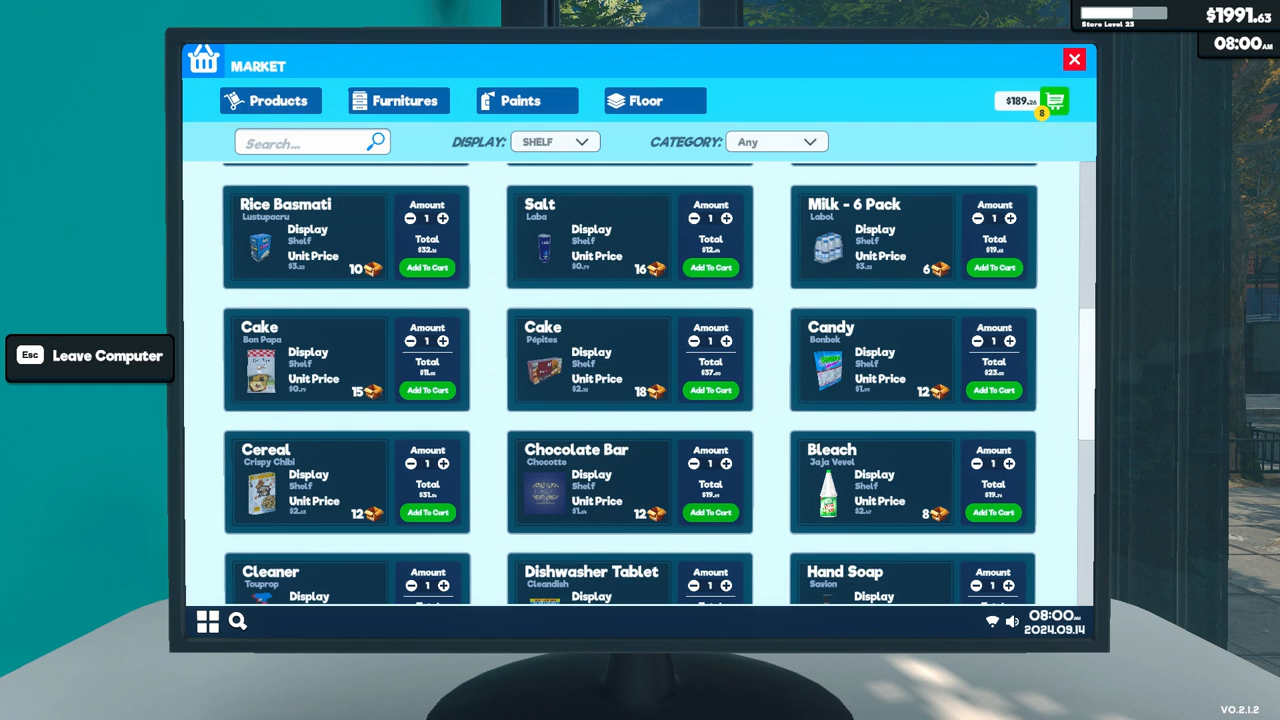 $1991.63
Store Level 23
08:00AM
MARKET
Products
Furnitures
Paints
Floor
$189.26
8
Search...
DISPLAY: SHELF
CATEGORY: Any
Rice Basmati
Lustupaeru
Display
Shelf
Unit Price
10
Amount
1
Total
Add To Cart
Salt
Laba
Display
Shelf
Unit Price
16
Amount
1
Total
Add To Cart
Milk - 6 Pack
Labol
Display
Shelf
Unit Price
6
Amount
1
Total
Add To Cart
Esc Leave Computer
Cake
Bon Papa
Display
Shelf
Unit Price
15
Amount
1
Total
Add To Cart
Cake
Pépites
Display
Shelf
Unit Price
18
Amount
1
Total
Add To Cart
Candy
Bonbek
Display
Shelf
Unit Price
12
Amount
1
Total
Add To Cart
Cereal
Crispy Chibi
Display
Shelf
Unit Price
12
Amount
1
Total
Add To Cart
Chocolate Bar
Chocotte
Display
Shelf
Unit Price
12
Amount
1
Total
Add To Cart
Bleach
Jaja Vevel
Display
Shelf
Unit Price
8
Amount
1
Total
Add To Cart
Cleaner
Touprop
Display
Amount
1
Dishwasher Tablet
Cleandish
Display
Amount
1
Hand Soap
Savion
Display
Amount
1
08:00AM
2024.09.14
V0.2.1.2